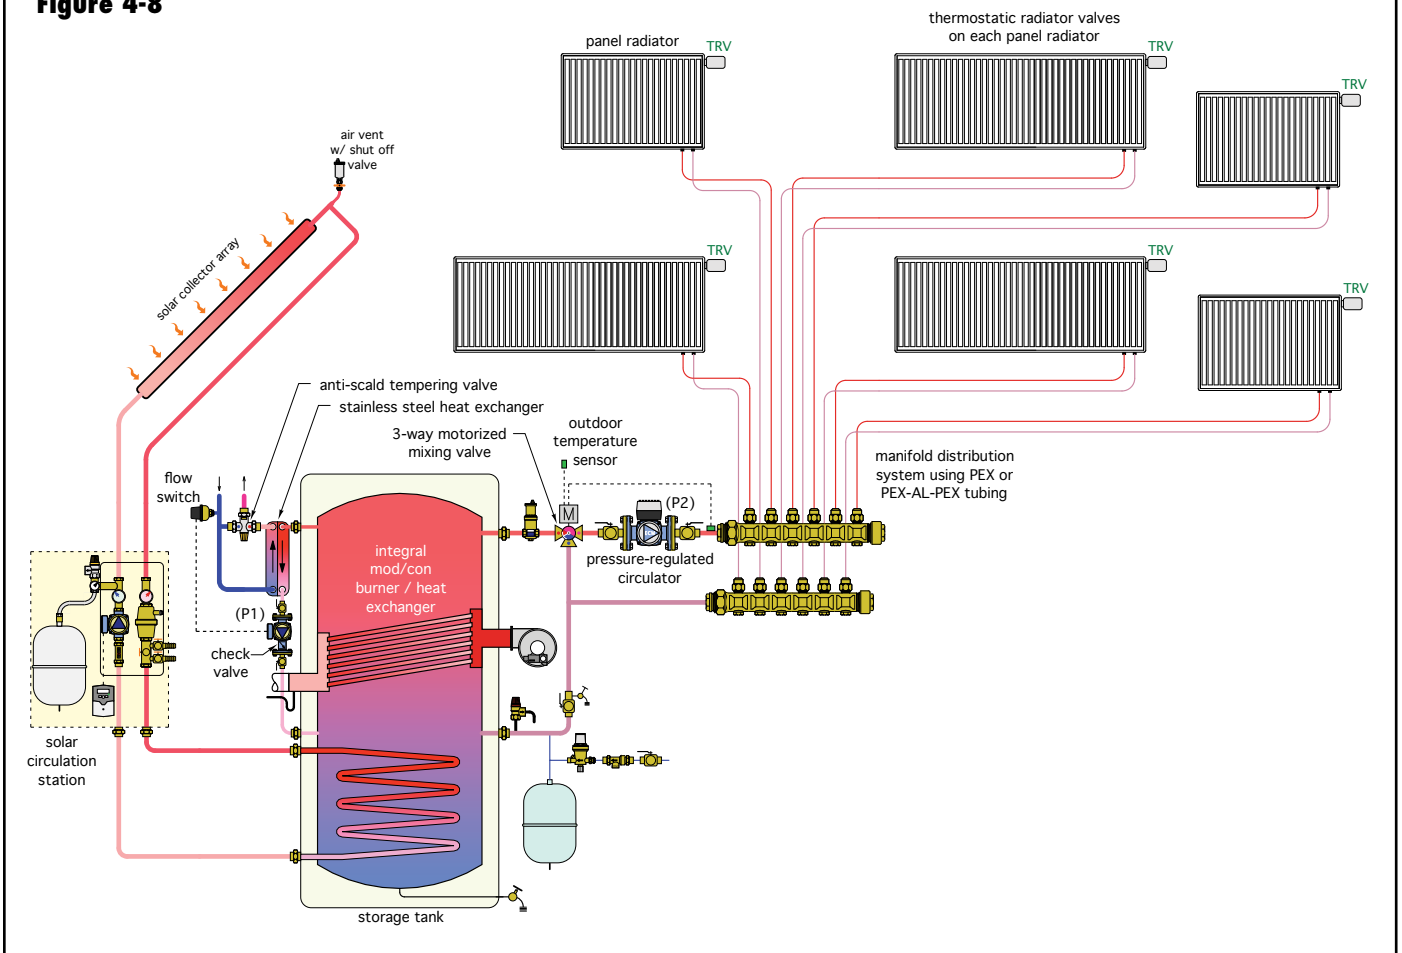 Figure 4-8
thermostatic radiator valves
on each panel radiator
panel radiator
TRV
TRV
TRV
air vent
w/ shut off
valve
solar collector array
TRV
TRV
TRV
anti-scald tempering valve
stainless steel heat exchanger
3-way motorized
mixing valve
outdoor
temperature
sensor
flow
switch
manifold distribution
system using PEX or
PEX-AL-PEX tubing
M
(P2)
pressure-regulated
circulator
integral
mod/con
burner / heat
exchanger
(P1)
check
valve
solar
circulation
station
storage tank